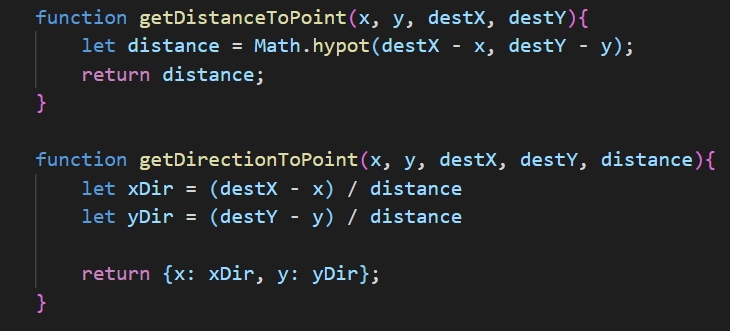 function getDistanceToPoint(x, y, destX, destY){
let distance = Math.hypot(destX - x, destY - y);
return distance;
}
function getDirectionToPoint(x, y, destX, destY, distance){
let xDir = (destX - x) / distance
let yDir = (destY - y) / distance
return {x: xDir, y: yDir};
}